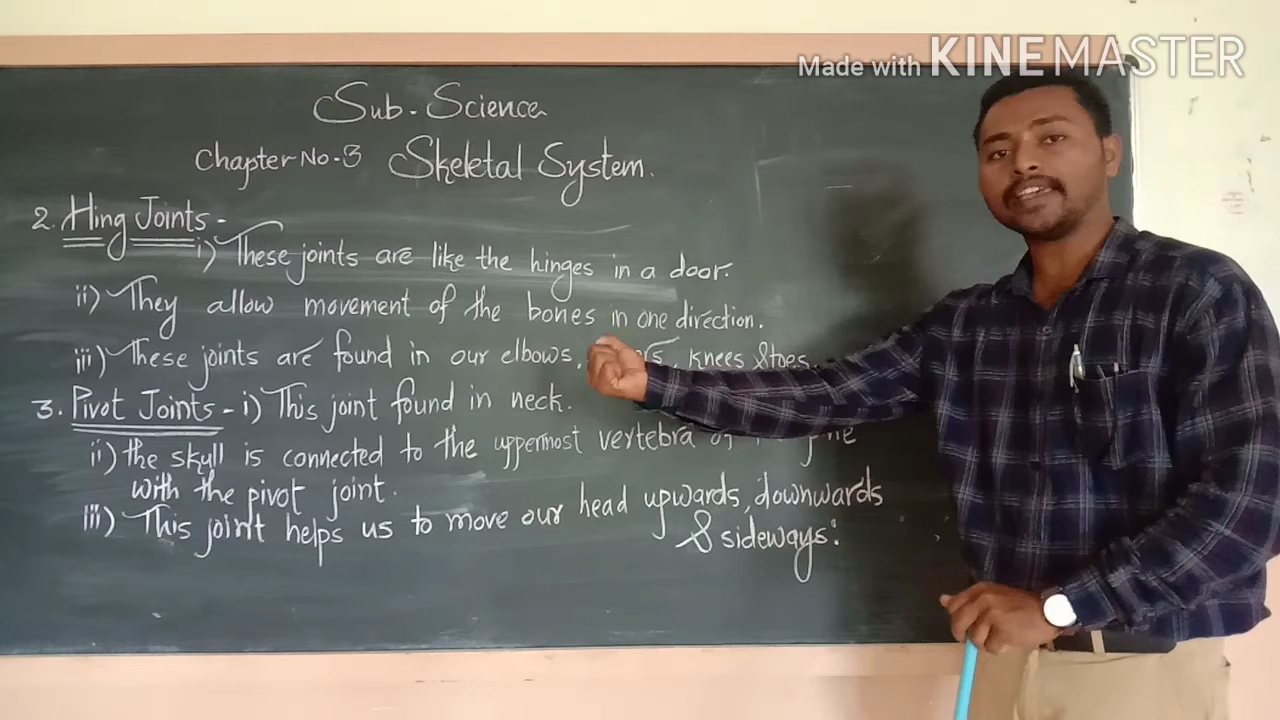 Made with KINEMASTER
Sub - Science
Chapter No - 3 Skeletal System.
2. Hing Joints -
i) These joints are like the hinges in a door.
ii) They allow movement of the bones in one direction.
iii) These joints are found in our elbows, knees & toes
3. Pivot Joints - i) This joint found in neck.
ii) the skull is connected to the uppermost vertebra
with the pivot joint.
iii) This joint helps us to move our head upwards, downwards
& sideways: